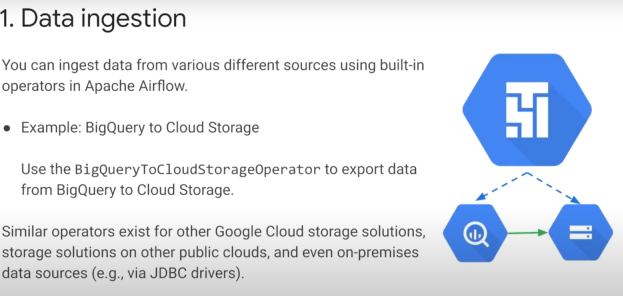 1. Data ingestion
You can ingest data from various different sources using built-in
operators in Apache Airflow.
● Example: BigQuery to Cloud Storage
Use the BigQueryToCloudStorageOperator to export data
from BigQuery to Cloud Storage.
Similar operators exist for other Google Cloud storage solutions,
storage solutions on other public clouds, and even on-premises
data sources (e.g., via JDBC drivers).